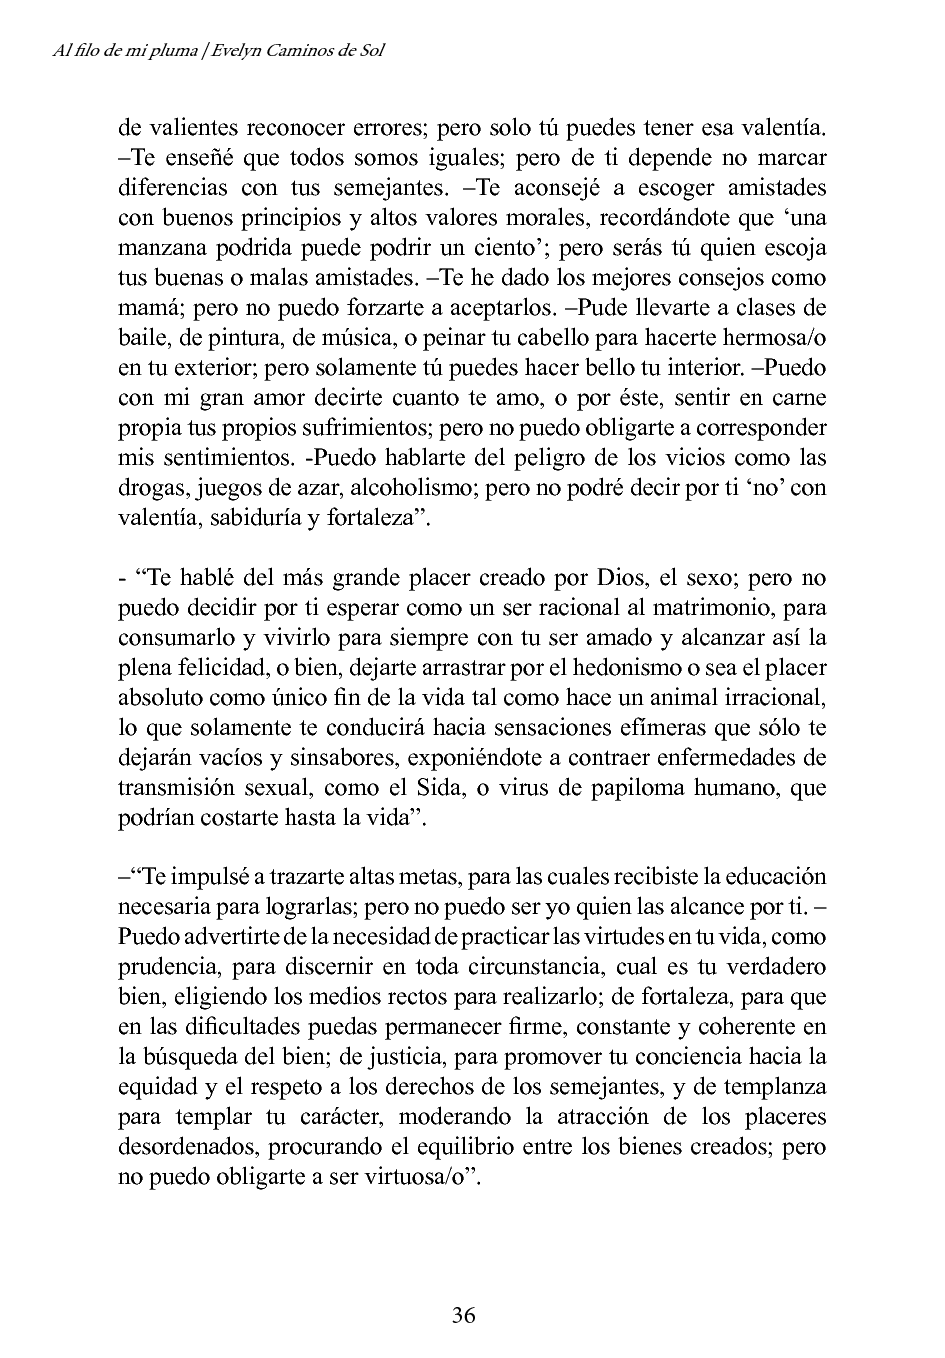 Al filo de mi pluma / Evelyn Caminos de Sol
de valientes reconocer errores; pero solo tú puedes tener esa valentía.
–Te enseñé que todos somos iguales; pero de ti depende no marcar
diferencias con tus semejantes. –Te aconsejé a escoger amistades
con buenos principios y altos valores morales, recordándote que ‘una
manzana podrida puede podrir un ciento’; pero serás tú quien escoja
tus buenas o malas amistades. –Te he dado los mejores consejos como
mamá; pero no puedo forzarte a aceptarlos. –Pude llevarte a clases de
baile, de pintura, de música, o peinar tu cabello para hacerte hermosa/o
en tu exterior; pero solamente tú puedes hacer bello tu interior. –Puedo
con mi gran amor decirte cuanto te amo, o por éste, sentir en carne
propia tus propios sufrimientos; pero no puedo obligarte a corresponder
mis sentimientos. -Puedo hablarte del peligro de los vicios como las
drogas, juegos de azar, alcoholismo; pero no podré decir por ti ‘no’ con
valentía, sabiduría y fortaleza”.
- “Te hablé del más grande placer creado por Dios, el sexo; pero no
puedo decidir por ti esperar como un ser racional al matrimonio, para
consumarlo y vivirlo para siempre con tu ser amado y alcanzar así la
plena felicidad, o bien, dejarte arrastrar por el hedonismo o sea el placer
absoluto como único fin de la vida tal como hace un animal irracional,
lo que solamente te conducirá hacia sensaciones efímeras que sólo te
dejarán vacíos y sinsabores, exponiéndote a contraer enfermedades de
transmisión sexual, como el Sida, o virus de papiloma humano, que
podrían costarte hasta la vida”.
–“Te impulsé a trazarte altas metas, para las cuales recibiste la educación
necesaria para lograrlas; pero no puedo ser yo quien las alcance por ti. –
Puedo advertirte de la necesidad de practicar las virtudes en tu vida, como
prudencia, para discernir en toda circunstancia, cual es tu verdadero
bien, eligiendo los medios rectos para realizarlo; de fortaleza, para que
en las dificultades puedas permanecer firme, constante y coherente en
la búsqueda del bien; de justicia, para promover tu conciencia hacia la
equidad y el respeto a los derechos de los semejantes, y de templanza
para templar tu carácter, moderando la atracción de los placeres
desordenados, procurando el equilibrio entre los bienes creados; pero
no puedo obligarte a ser virtuosa/o”.
36